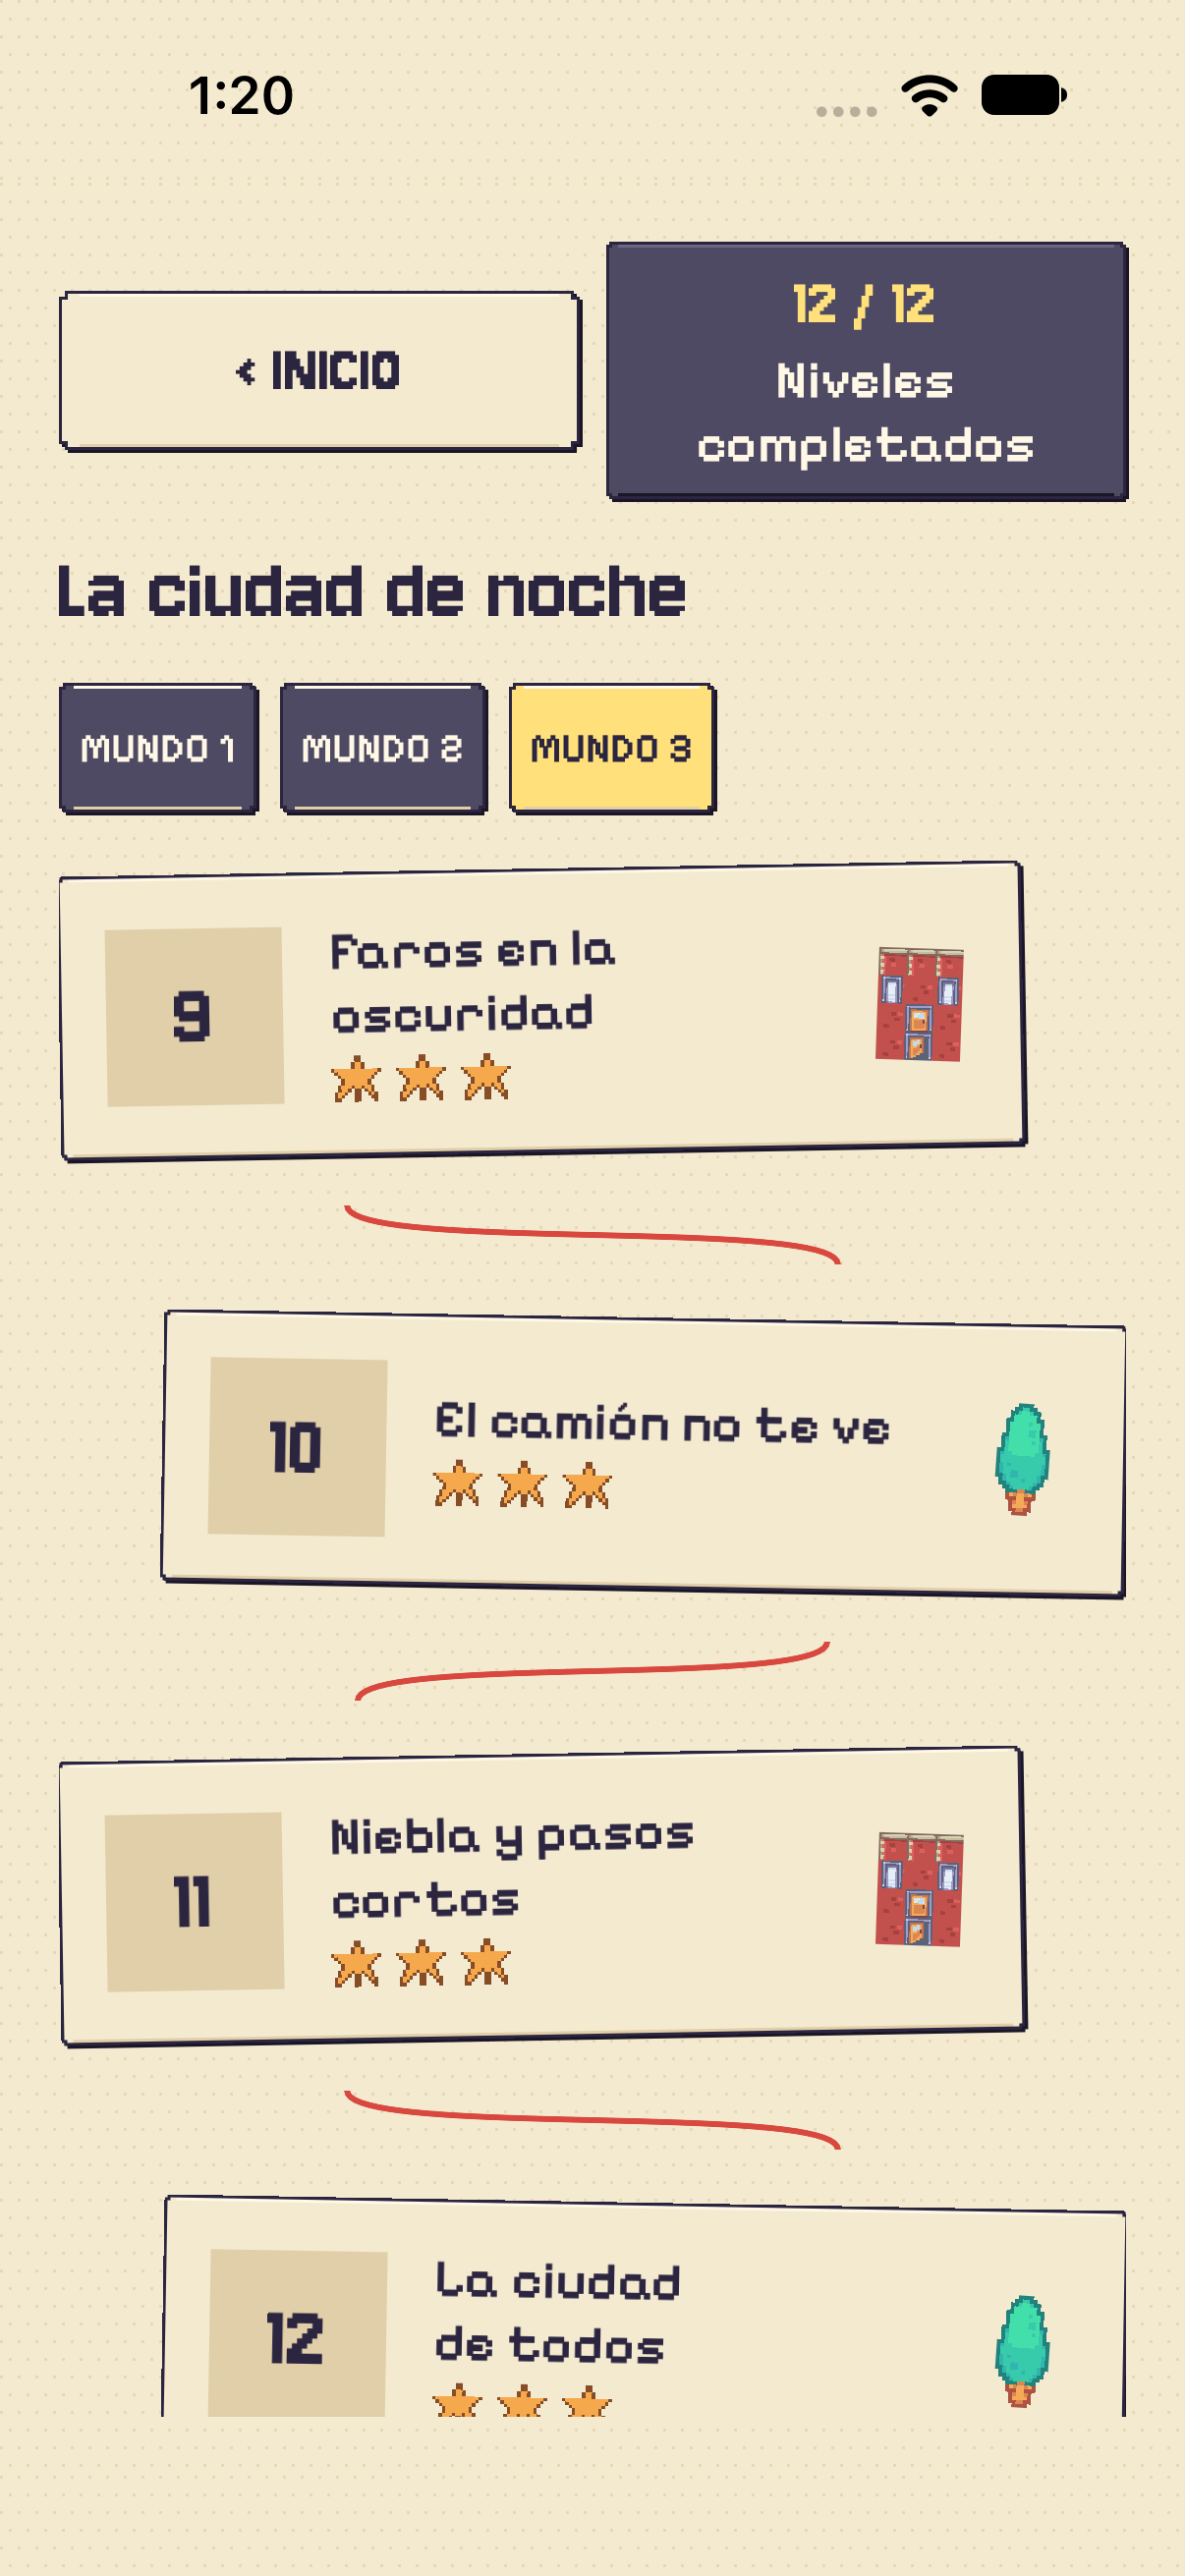 1:20
‹ INICIO
12 / 12
Niveles
completados
La ciudad de noche
MUNDO 1
MUNDO 2
MUNDO 3
9
Faros en la
oscuridad
10
El camión no te ve
11
Niebla y pasos
cortos
12
La ciudad
de todos